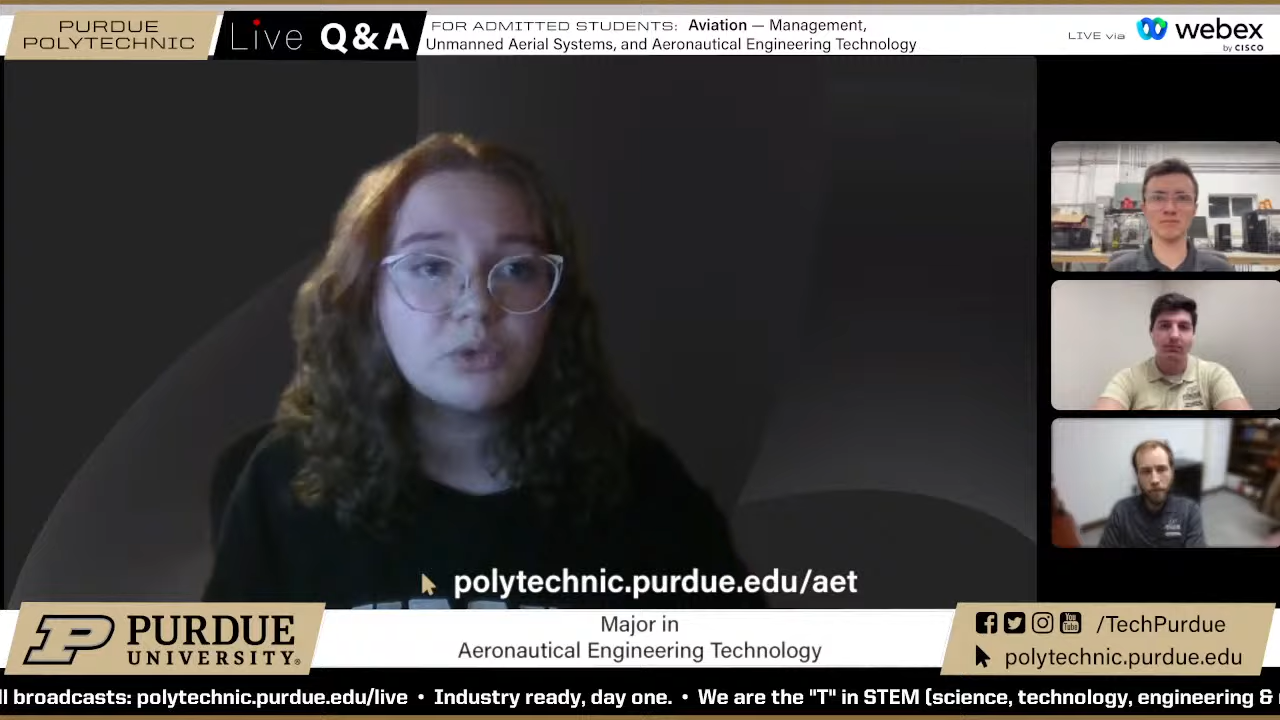 PURDUE
POLYTECHNIC
Live Q&A
FOR ADMITTED STUDENTS: Aviation — Management,
Unmanned Aerial Systems, and Aeronautical Engineering Technology
LIVE via
webex
by CISCO
polytechnic.purdue.edu/aet
PURDUE
UNIVERSITY®
Major in
Aeronautical Engineering Technology
/TechPurdue
polytechnic.purdue.edu
ll broadcasts: polytechnic.purdue.edu/live • Industry ready, day one. • We are the "T" in STEM (science, technology, engineering &